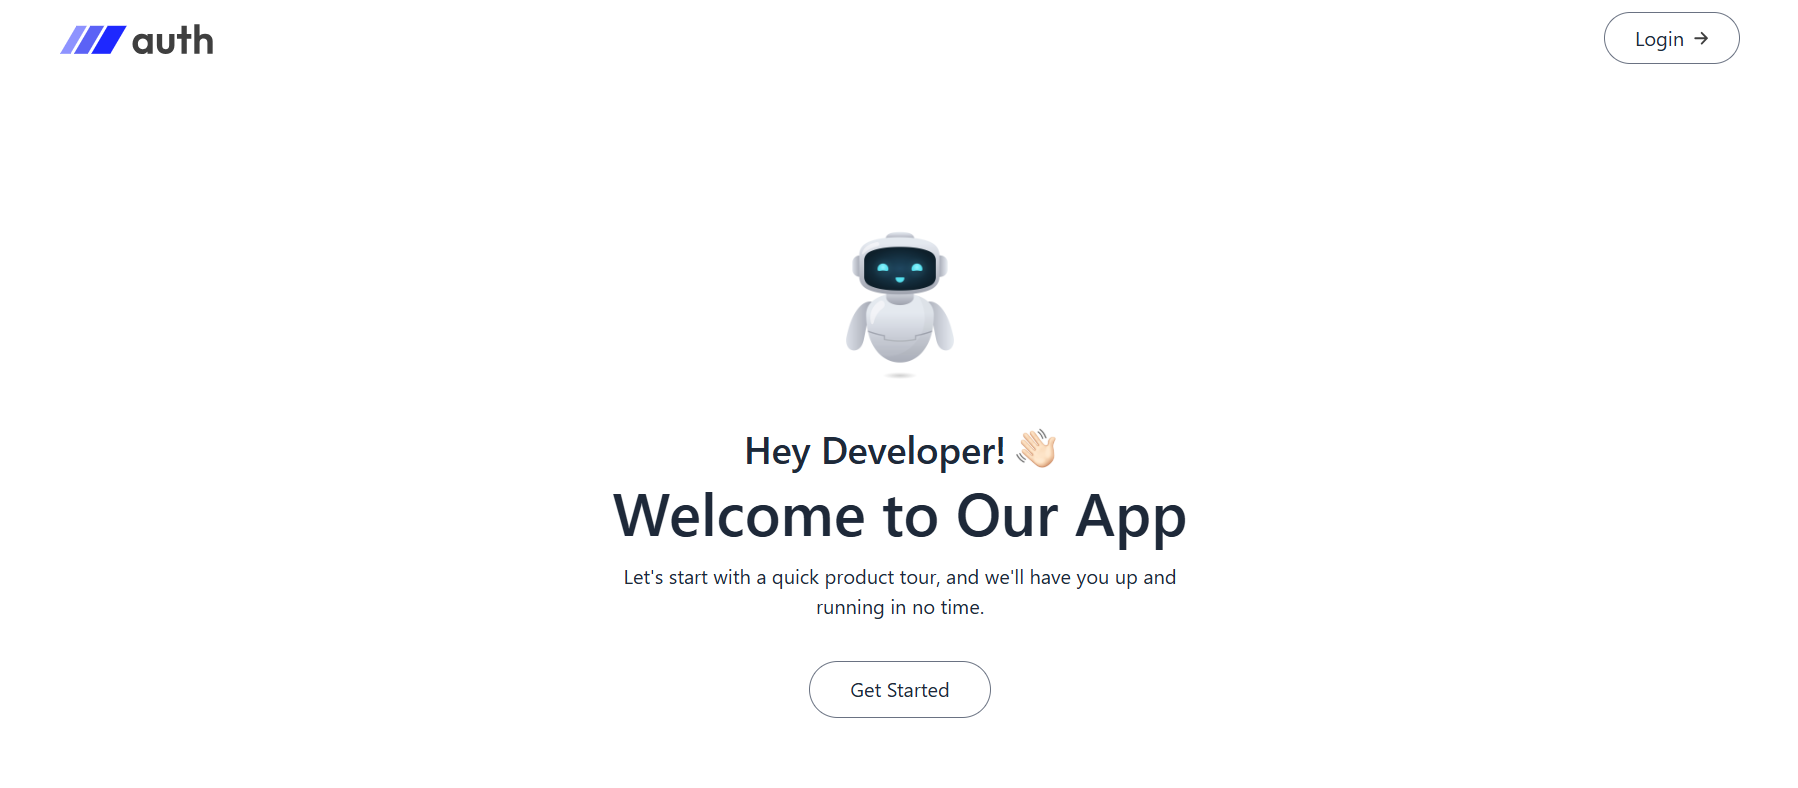 auth
Login →
Hey Developer! 👋🏻
Welcome to Our App
Let's start with a quick product tour, and we'll have you up and
running in no time.
Get Started